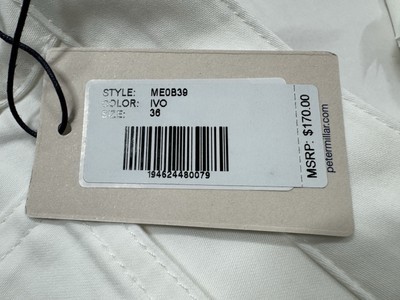 STYLE: ME0B39
COLOR: IVO
SIZE: 36
194624480079
MSRP: $170.00
petermillar.com